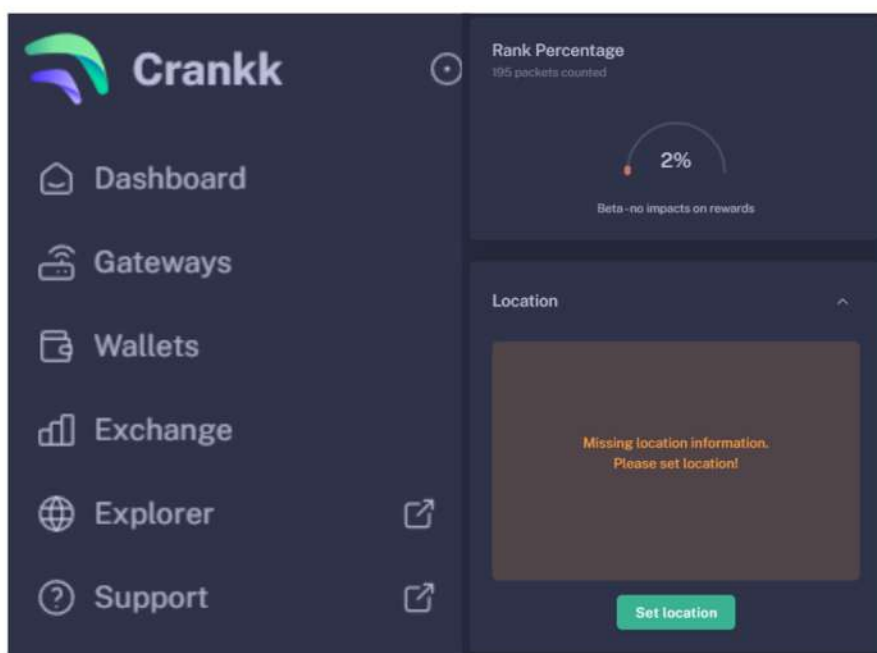 Crankk
Dashboard
Gateways
Wallets
Exchange
Explorer
Support
Rank Percentage
195 packets counted
2%
Beta-no impacts on rewards
Location
Missing location information.
Please set location!
Set location